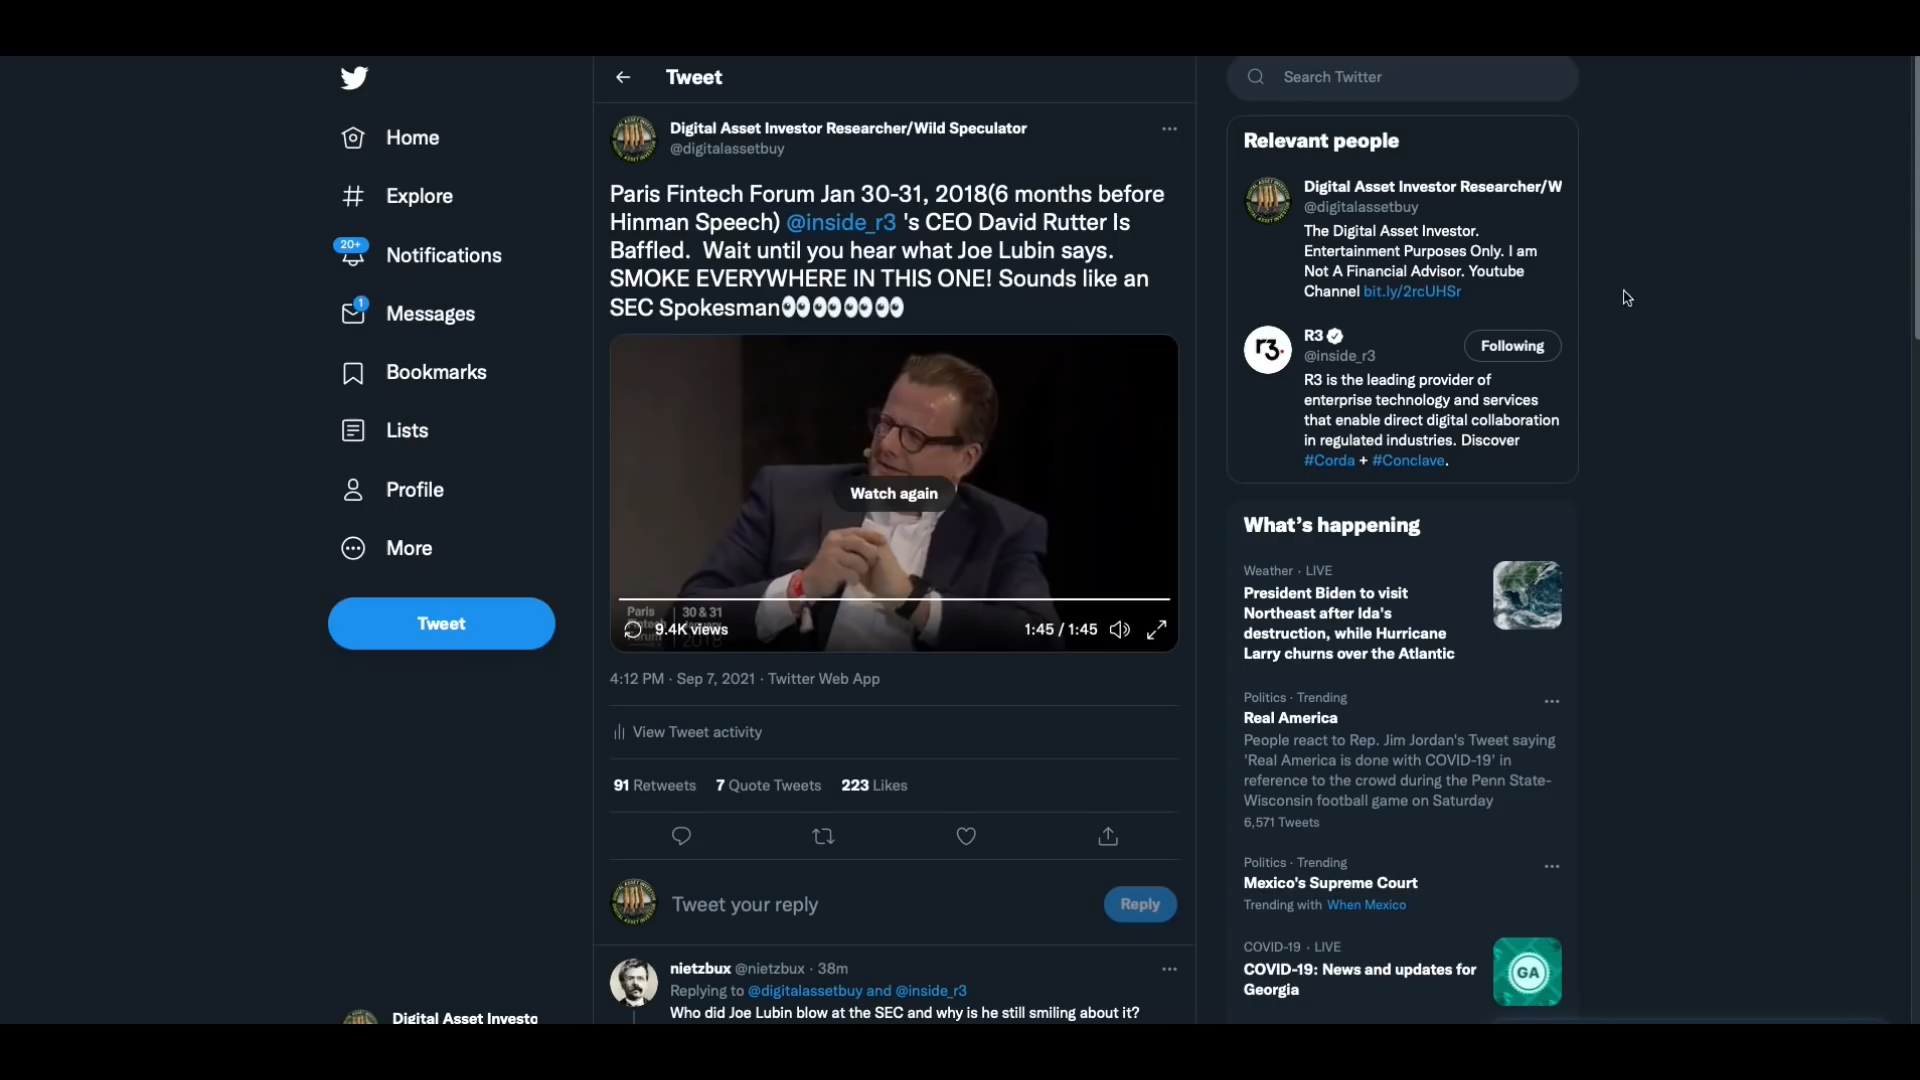 Home
Explore
20+
Notifications
1
Messages
Bookmarks
Lists
Profile
More
Tweet
Digital Asset Investo
Tweet
Digital Asset Investor Researcher/Wild Speculator
@digitalassetbuy
Paris Fintech Forum Jan 30-31, 2018(6 months before
Hinman Speech) @inside_r3 's CEO David Rutter Is
Baffled. Wait until you hear what Joe Lubin says.
SMOKE EVERYWHERE IN THIS ONE! Sounds like an
SEC Spokesman👀👀👀👀
Watch again
Paris
Fintech
Forum
30 & 31
January
2018
9.4K views
1:45 / 1:45
4:12 PM · Sep 7, 2021 · Twitter Web App
View Tweet activity
91 Retweets 7 Quote Tweets 223 Likes
Tweet your reply
Reply
nietzbux @nietzbux · 38m
Replying to @digitalassetbuy and @inside_r3
Who did Joe Lubin blow at the SEC and why is he still smiling about it?
Search Twitter
Relevant people
Digital Asset Investor Researcher/W
@digitalassetbuy
The Digital Asset Investor.
Entertainment Purposes Only. I am
Not A Financial Advisor. Youtube
Channel bit.ly/2rcUHSr
r3.
R3
@inside_r3
Following
R3 is the leading provider of
enterprise technology and services
that enable direct digital collaboration
in regulated industries. Discover
#Corda + #Conclave.
What's happening
Weather · LIVE
President Biden to visit
Northeast after Ida's
destruction, while Hurricane
Larry churns over the Atlantic
Politics · Trending
Real America
People react to Rep. Jim Jordan's Tweet saying
'Real America is done with COVID-19' in
reference to the crowd during the Penn State-
Wisconsin football game on Saturday
6,571 Tweets
Politics · Trending
Mexico's Supreme Court
Trending with When Mexico
COVID-19 · LIVE
COVID-19: News and updates for
Georgia
GA